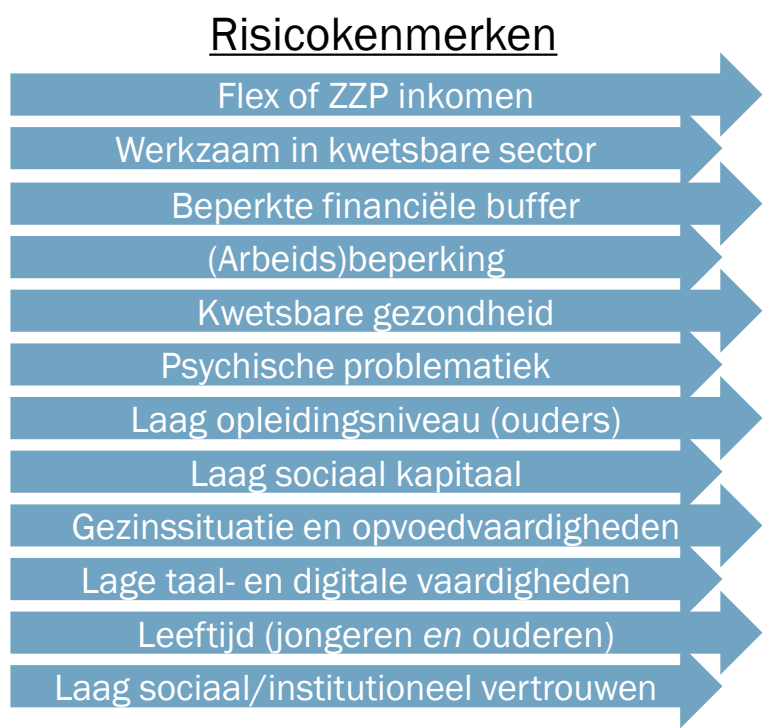 Risicokenmerken
Flex of ZZP inkomen
Werkzaam in kwetsbare sector
Beperkte financiële buffer
(Arbeids)beperking
Kwetsbare gezondheid
Psychische problematiek
Laag opleidingsniveau (ouders)
Laag sociaal kapitaal
Gezinssituatie en opvoedvaardigheden
Lage taal- en digitale vaardigheden
Leeftijd (jongeren en ouderen)
Laag sociaal/institutioneel vertrouwen